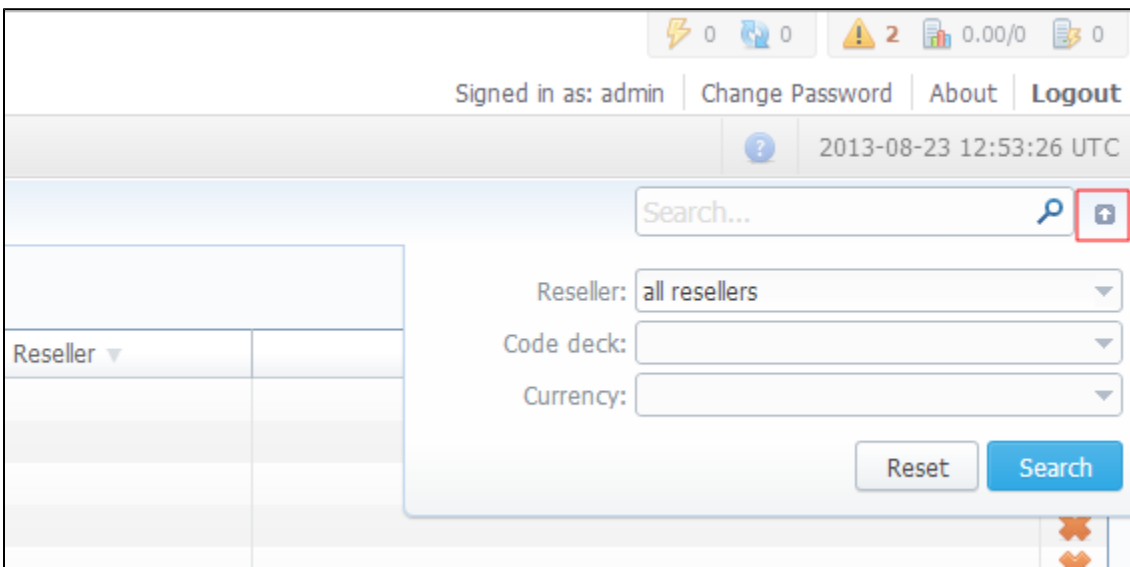 0 0 2 0.00/0 0
Signed in as: admin Change Password About Logout
? 2013-08-23 12:53:26 UTC
Search...
Reseller: all resellers
Code deck:
Reseller
Currency:
Reset Search